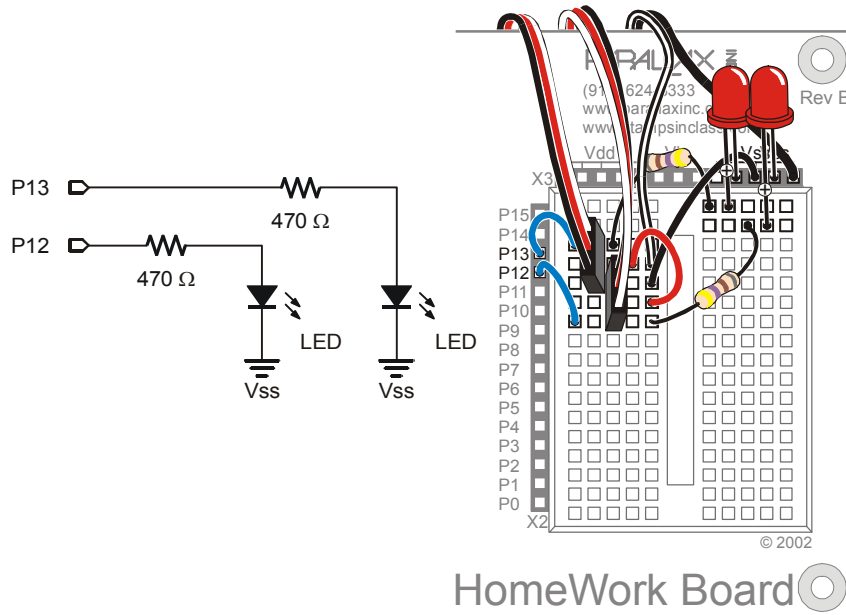 P13
470 Ω
P12
470 Ω
LED
LED
Vss
Vss
Rev B
Vdd
X3
P15
P14
P13
P12
P11
P10
P9
P8
P7
P6
P5
P4
P3
P2
P1
P0
X2
© 2002
HomeWork Board